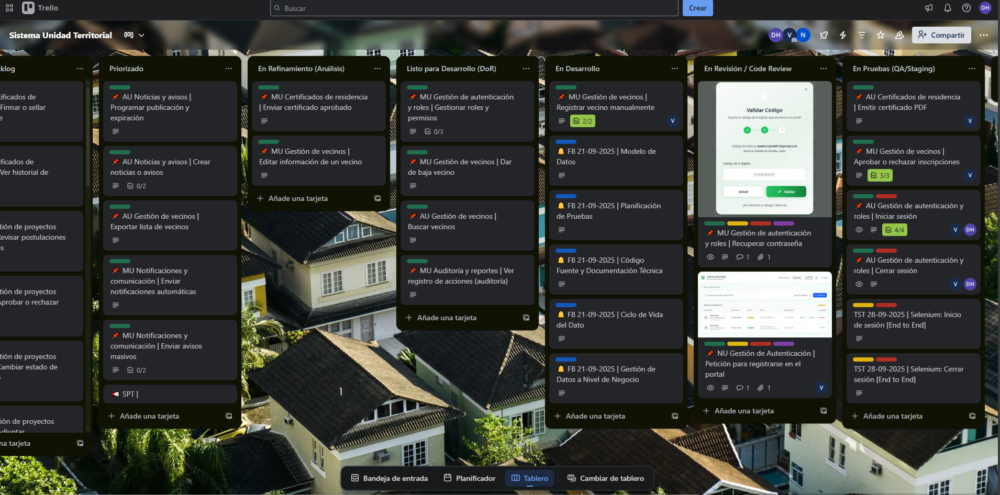 Trello
Buscar
Crear
DH
Sistema Unidad Territorial
DH
V
N
Compartir
klog
ificados de
Firmar o sellar
e
ificados de
Ver historial de
tión de proyectos
Revisar postulaciones
s
tión de proyectos
Aprobar o rechazar
tión de proyectos
Cambiar estado de
ión de proyectos
Adjuntar
na tarjeta
Priorizado
AU Noticias y avisos |
Programar publicación y
expiración
AU Noticias y avisos | Crear
noticias o avisos
0/2
AU Gestión de vecinos |
Exportar lista de vecinos
MU Notificaciones y
comunicación | Enviar
notificaciones automáticas
MU Notificaciones y
comunicación | Enviar avisos
masivos
0/2
SPT |
Añade una tarjeta
En Refinamiento (Análisis)
MU Certificados de residencia
| Enviar certificado aprobado
MU Gestión de vecinos |
Editar información de un vecino
Añade una tarjeta
Listo para Desarrollo (DoR)
MU Gestión de autenticación
y roles | Gestionar roles y
permisos
0/3
MU Gestión de vecinos | Dar
de baja vecino
AU Gestión de vecinos |
Buscar vecinos
MU Auditoría y reportes | Ver
registro de acciones (auditoría)
Añade una tarjeta
En Desarrollo
MU Gestión de vecinos |
Registrar vecino manualmente
2/2
V
FB 21-09-2025 | Modelo de
Datos
FB 21-09-2025 | Planificación
de Pruebas
FB 21-09-2025 | Código
Fuente y Documentación Técnica
FB 21-09-2025 | Ciclo de Vida
del Dato
FB 21-09-2025 | Gestión de
Datos a Nivel de Negocio
Añade una tarjeta
En Revisión / Code Review
Validar Código
Ingresa el código de 6 dígitos que enviamos a tu email
1
2
3
Código enviado a: daniel.reyesh01@gmail.com
Revisa tu bandeja de entrada y spam
Código de 6 dígitos
000000
Volver
Validar
¿No recibiste el código? Reenviar
MU Gestión de autenticación
y roles | Recuperar contraseña
1
1
Sistema Municipal
NU Gestión de Autenticación |
Petición para registrarse en el
portal
1
1
V
Añade una tarjeta
En Pruebas (QA/Staging)
AU Certificados de residencia
| Emitir certificado PDF
V
MU Gestión de vecinos |
Aprobar o rechazar inscripciones
3/3
V
AU Gestión de autenticación y
roles | Iniciar sesión
4/4
V
DH
AU Gestión de autenticación y
roles | Cerrar sesión
V
DH
TST 28-09-2025 | Selenium: Inicio
de sesión [End to End]
TST 28-09-2025 | Selenium: Cerrar
sesión [End to End]
Añade una tarjeta
Bandeja de entrada
Planificador
Tablero
Cambiar de tablero